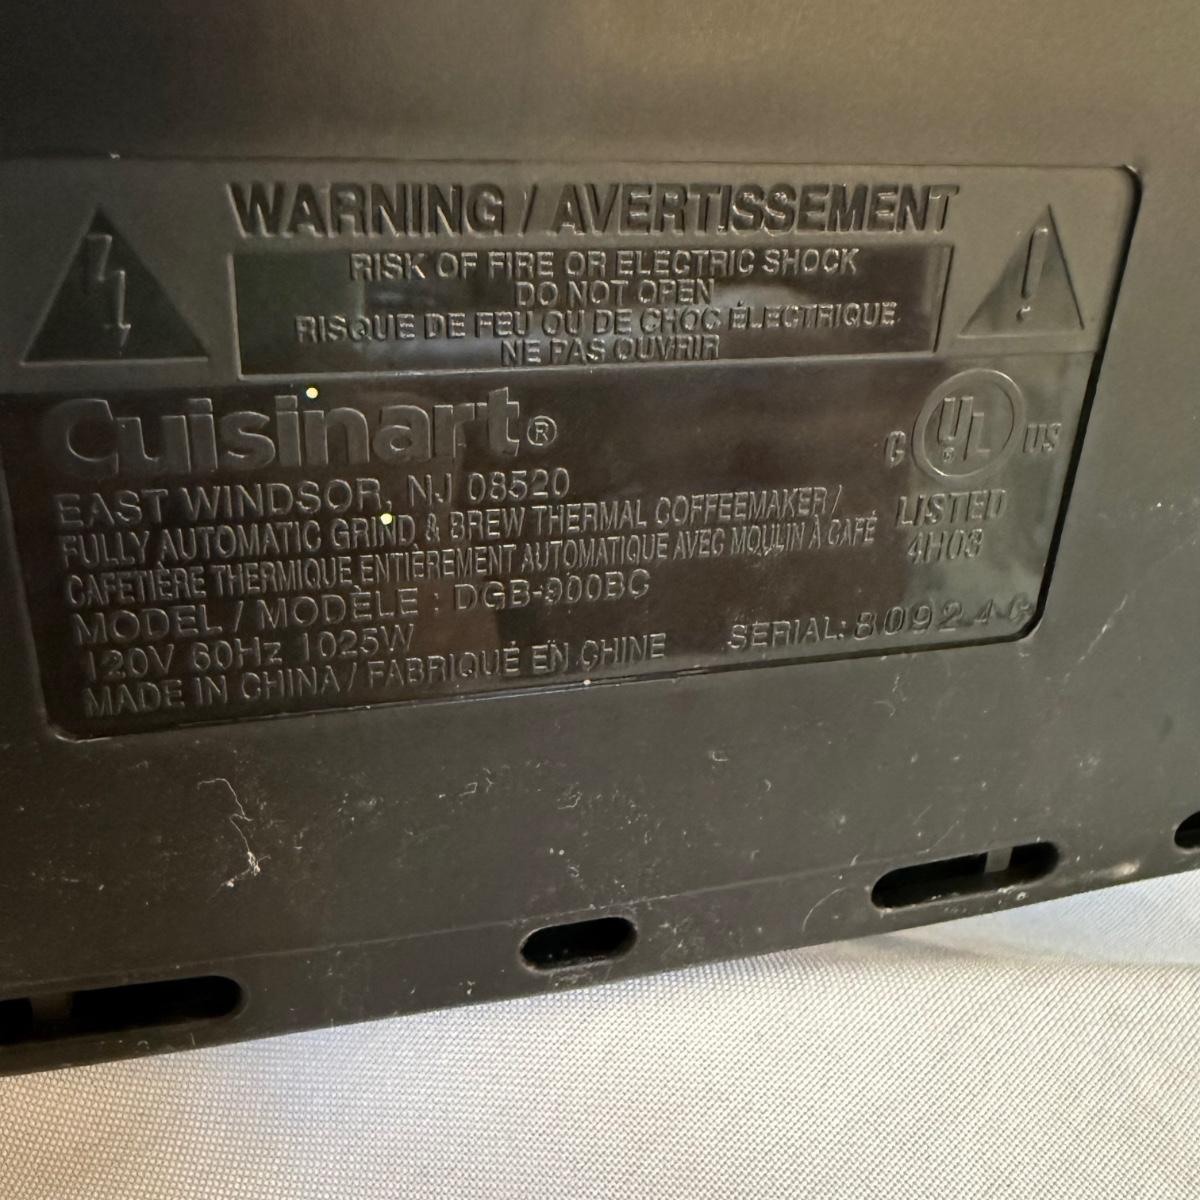 WARNING / AVERTISSEMENT
RISK OF FIRE OR ELECTRIC SHOCK
DO NOT OPEN
RISQUE DE FEU OU DE CHOC ÉLECTRIQUE
NE PAS OUVRIR
Cuisinart®
EAST WINDSOR, NJ 08520
FULLY AUTOMATIC GRIND & BREW THERMAL COFFEEMAKER /
CAFETIÈRE THERMIQUE ENTIÈREMENT AUTOMATIQUE AVEC MOULIN À CAFÉ
MODEL / MODÈLE : DGB-900BC
120V 60Hz 1025W
MADE IN CHINA / FABRIQUÉ EN CHINE
C UL US
LISTED
4H03
SERIAL: